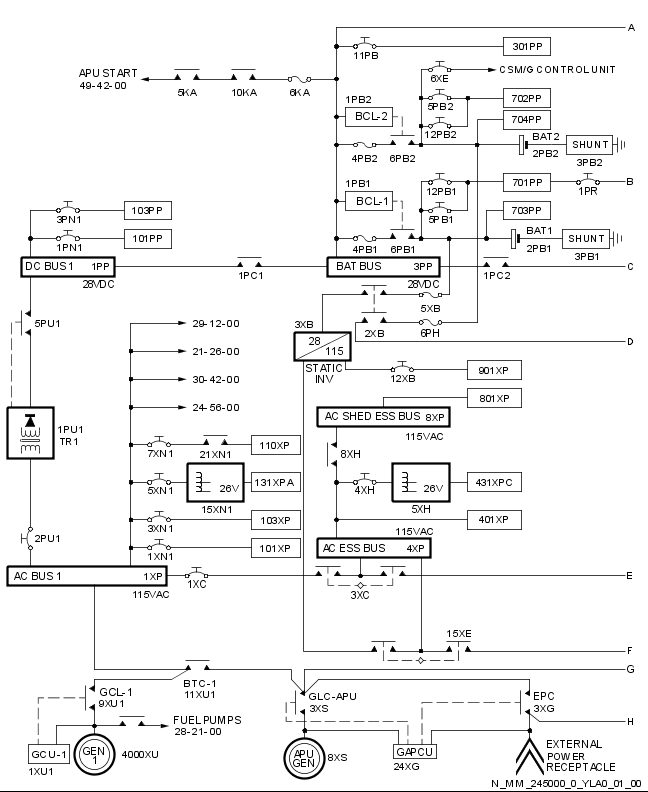 A
11PB
301PP
APU START
49-42-00
5KA
10KA
6KA
6XE
CSM/G CONTROL UNIT
1PB2
BCL-2
5PB2
702PP
12PB2
704PP
4PB2
6PB2
BAT2
2PB2
SHUNT
3PB2
1PB1
BCL-1
12PB1
701PP
1PR
B
5PB1
703PP
4PB1
6PB1
BAT1
2PB1
SHUNT
3PB1
3PN1
103PP
1PN1
101PP
DC BUS 1
1PP
28VDC
1PC1
BAT BUS
3PP
28VDC
1PC2
C
5XB
2XB
6PH
3XB
28
115
STATIC
INV
D
5PU1
29-12-00
21-26-00
30-42-00
24-56-00
12XB
901XP
801XP
AC SHED ESS BUS
8XP
115VAC
1PU1
TR1
7XN1
21XN1
110XP
8XH
5XN1
26V
15XN1
131XPA
4XH
26V
5XH
431XPC
3XN1
103XP
401XP
2PU1
1XN1
101XP
115VAC
AC ESS BUS
4XP
AC BUS 1
1XP
115VAC
1XC
3XC
E
15XE
F
G
BTC-1
11XU1
GCL-1
9XU1
GLC-APU
3XS
EPC
3XG
H
FUEL PUMPS
28-21-00
GCU-1
1XU1
GEN
1
4000XU
APU
GEN
8XS
GAPCU
24XG
EXTERNAL
POWER
RECEPTACLE
N_MM_245000_0_YLA0_01_00